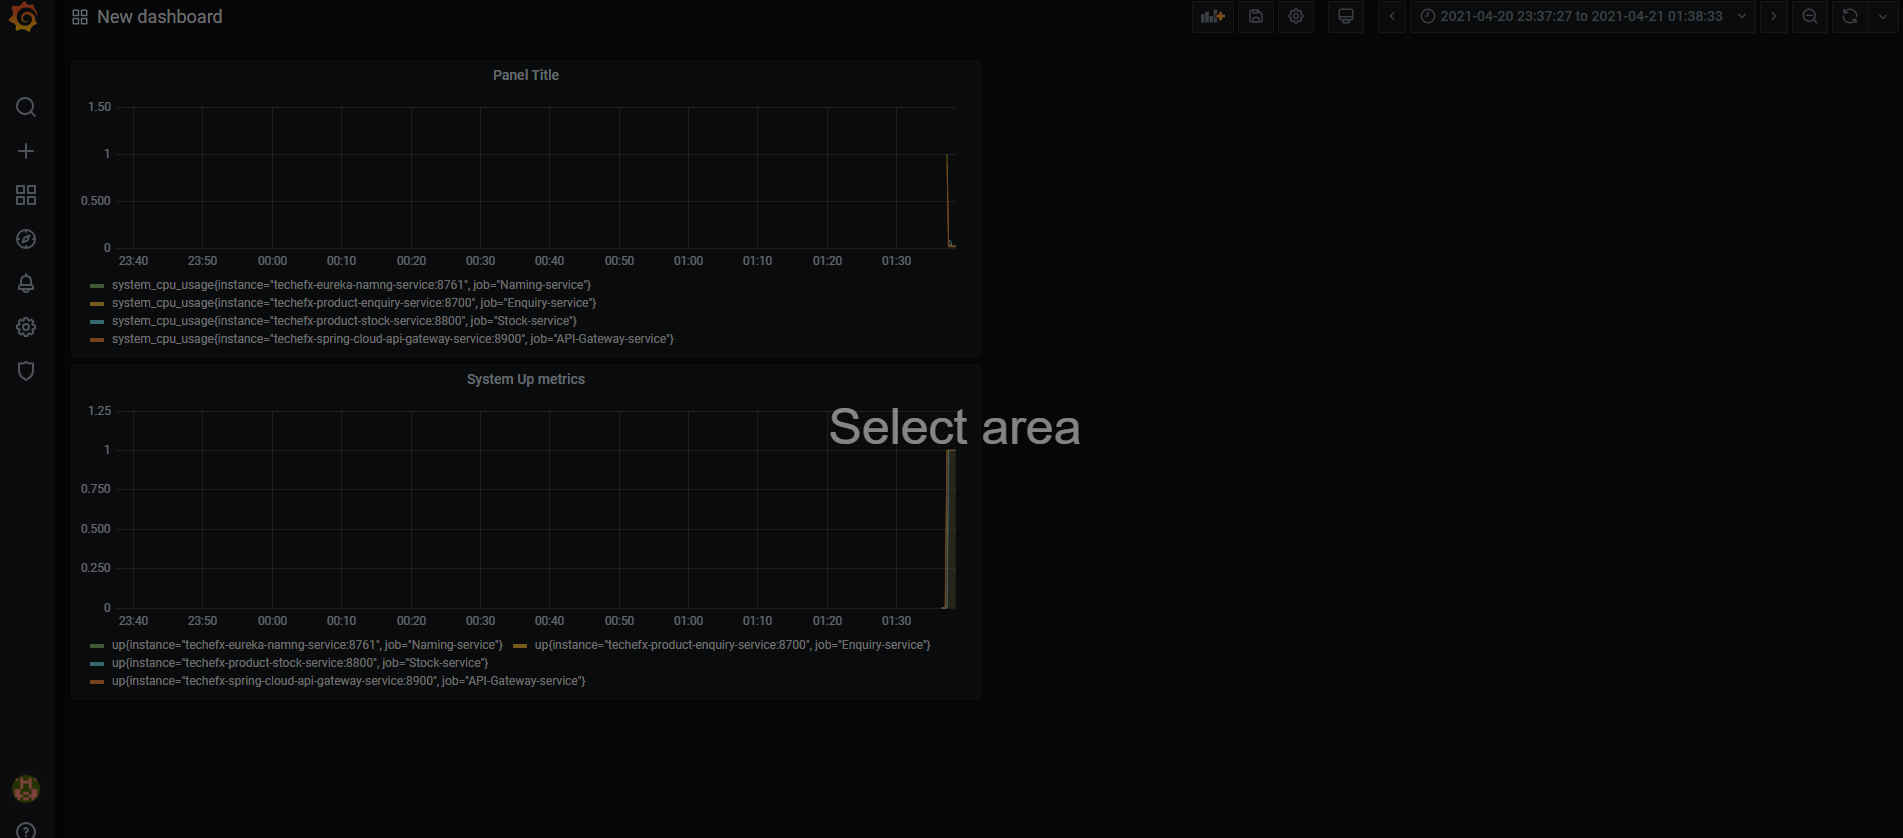 New dashboard
2021-04-20 23:37:27 to 2021-04-21 01:38:33
Panel Title
1.50
1
0.500
0
23:40 23:50 00:00 00:10 00:20 00:30 00:40 00:50 01:00 01:10 01:20 01:30
system_cpu_usage{instance="techefx-eureka-namng-service:8761", job="Naming-service"}
system_cpu_usage{instance="techefx-product-enquiry-service:8700", job="Enquiry-service"}
system_cpu_usage{instance="techefx-product-stock-service:8800", job="Stock-service"}
system_cpu_usage{instance="techefx-spring-cloud-api-gateway-service:8900", job="API-Gateway-service"}
System Up metrics
1.25
Select area
1
0.750
0.500
0.250
0
23:40 23:50 00:00 00:10 00:20 00:30 00:40 00:50 01:00 01:10 01:20 01:30
up{instance="techefx-eureka-namng-service:8761", job="Naming-service"} up{instance="techefx-product-enquiry-service:8700", job="Enquiry-service"}
up{instance="techefx-product-stock-service:8800", job="Stock-service"}
up{instance="techefx-spring-cloud-api-gateway-service:8900", job="API-Gateway-service"}